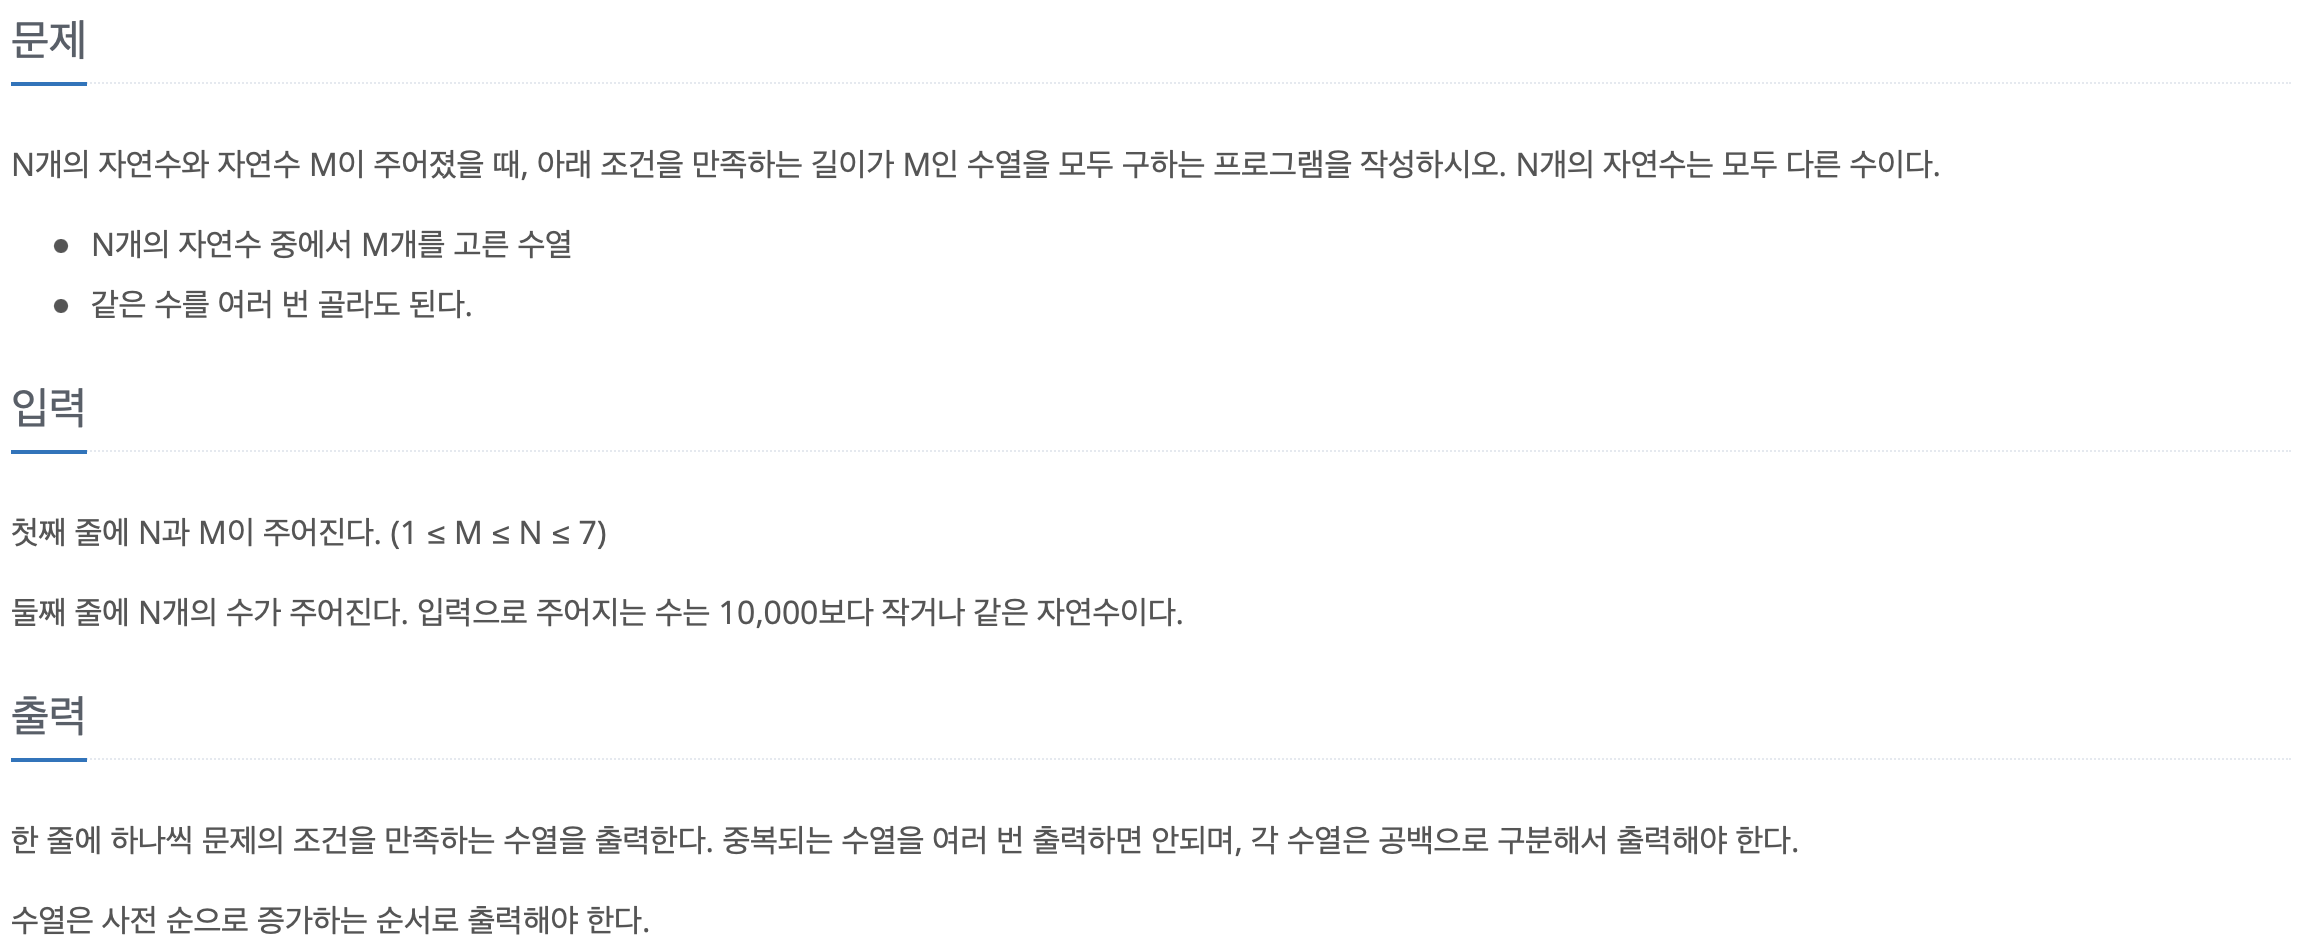 문제
N개의 자연수와 자연수 M이 주어졌을 때, 아래 조건을 만족하는 길이가 M인 수열을 모두 구하는 프로그램을 작성하시오. N개의 자연수는 모두 다른 수이다.
● N개의 자연수 중에서 M개를 고른 수열
● 같은 수를 여러 번 골라도 된다.
입력
첫째 줄에 N과 M이 주어진다. (1 ≤ M ≤ N ≤ 7)
둘째 줄에 N개의 수가 주어진다. 입력으로 주어지는 수는 10,000보다 작거나 같은 자연수이다.
출력
한 줄에 하나씩 문제의 조건을 만족하는 수열을 출력한다. 중복되는 수열을 여러 번 출력하면 안되며, 각 수열은 공백으로 구분해서 출력해야 한다.
수열은 사전 순으로 증가하는 순서로 출력해야 한다.